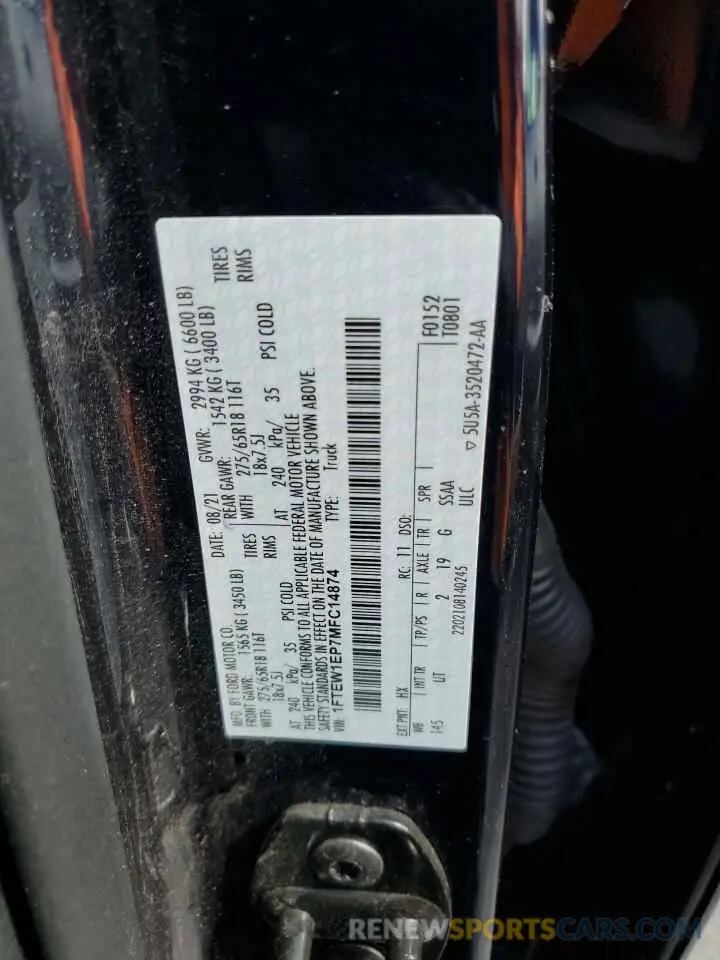 MFD. BY FORD MOTOR CO. DATE: 08/21 GVWR: 2994 KG ( 6600 LB)
FRONT GAWR: 1565 KG ( 3450 LB) REAR GAWR: 1542 KG ( 3400 LB)
WITH 275/65R18 116T TIRES WITH 275/65R18 116T TIRES
18x7.5J RIMS 18x7.5J RIMS
AT 240 kPa/ 35 PSI COLD AT 240 kPa/ 35 PSI COLD
THIS VEHICLE CONFORMS TO ALL APPLICABLE FEDERAL MOTOR VEHICLE
SAFETY STANDARDS IN EFFECT ON THE DATE OF MANUFACTURE SHOWN ABOVE.
VIN: 1FTEW1EP7MFC14874 TYPE: Truck
EXT PNT: HX RC: 11 DSO: F0152
WB | INT TR | TP/PS | R | AXLE | TR | SPR | T0801
145 UT 2 19 G SSAA
2202108140245 ULC
▽ 5U5A-3520472-AA
RENEWSPORTSCARS.COM